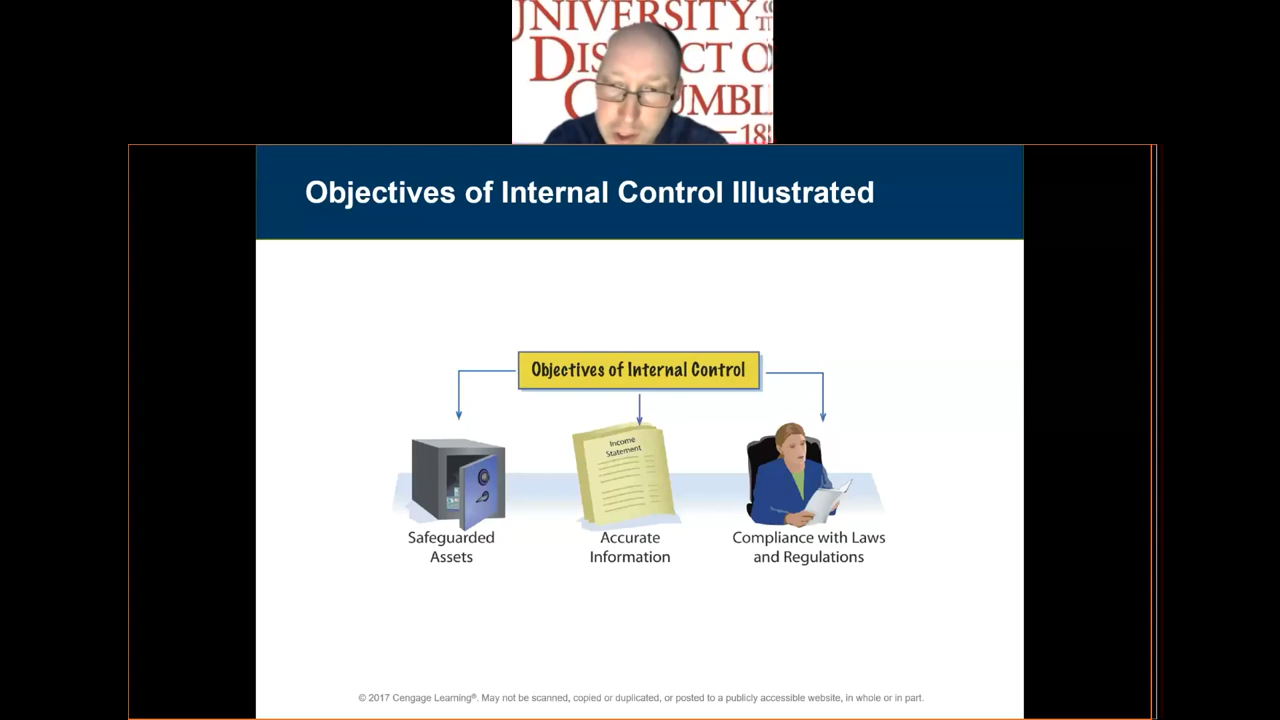 UNIVERSITY
DIS CT O
C UMBI
18
Objectives of Internal Control Illustrated
Objectives of Internal Control
Income
Statement
Safeguarded
Assets
Accurate
Information
Compliance with Laws
and Regulations
© 2017 Cengage Learning®. May not be scanned, copied or duplicated, or posted to a publicly accessible website, in whole or in part.